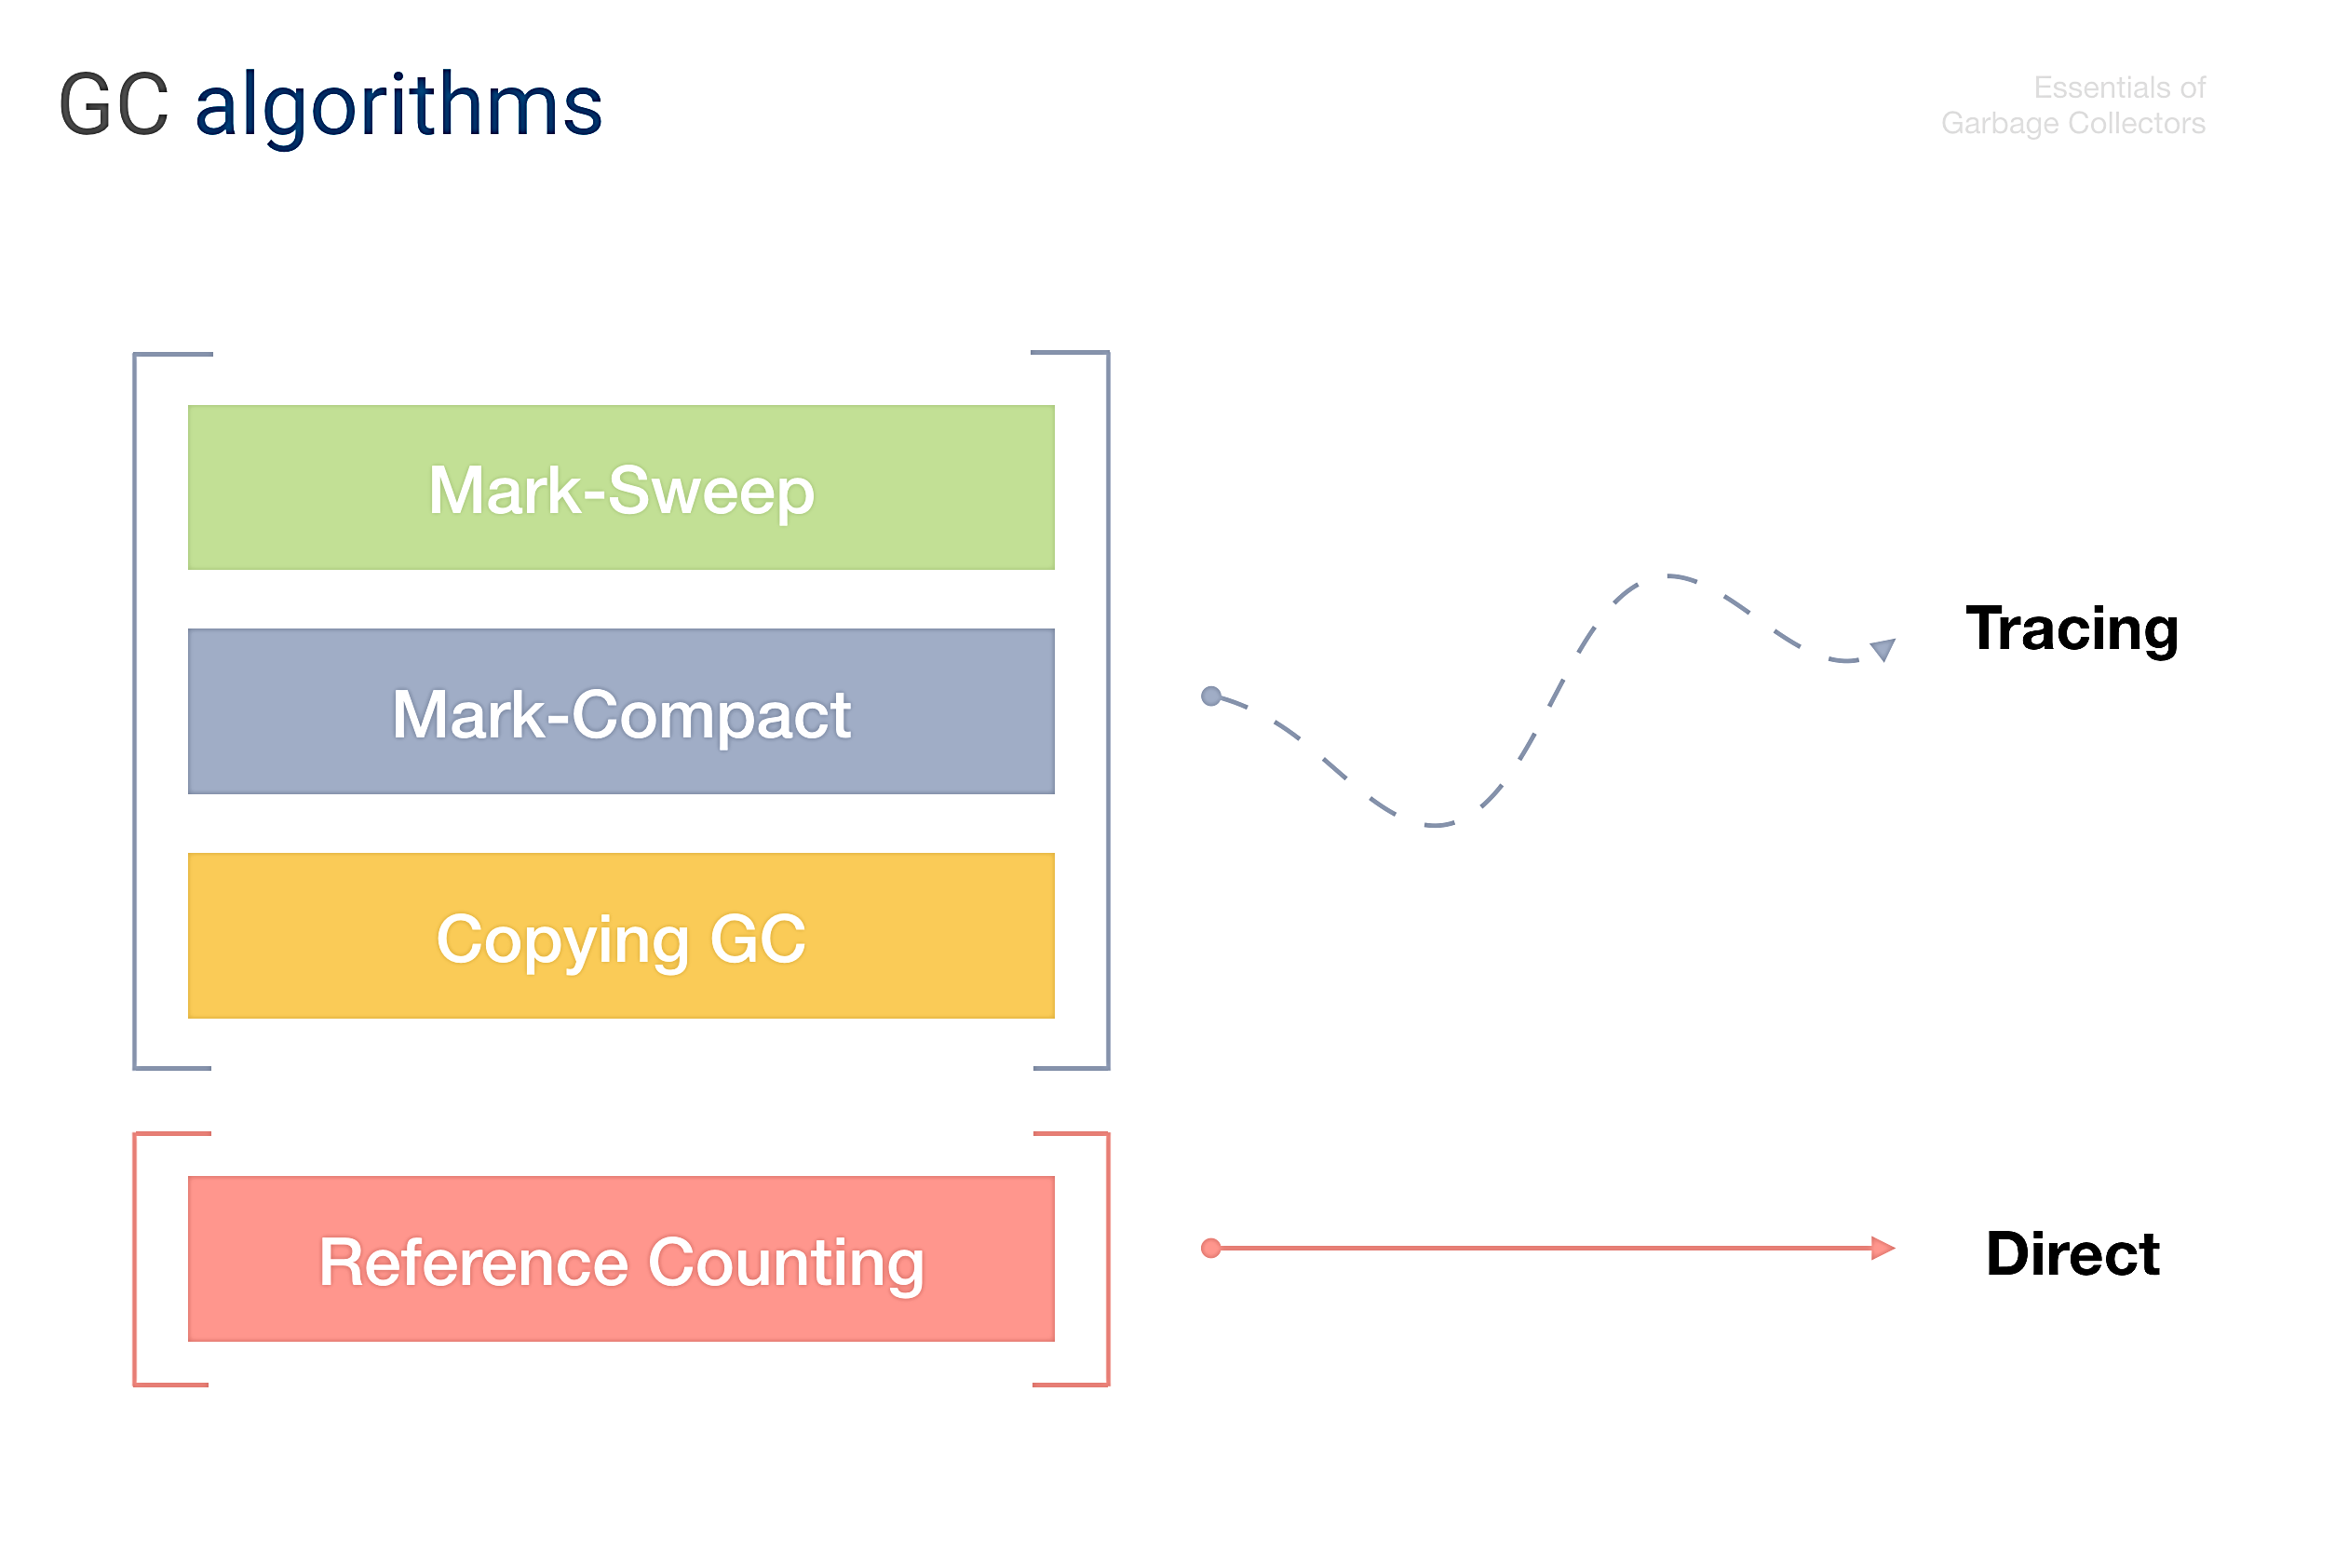 GC algorithms
Essentials of
Garbage Collectors
Mark-Sweep
Mark-Compact
Copying GC
Tracing
Reference Counting
Direct